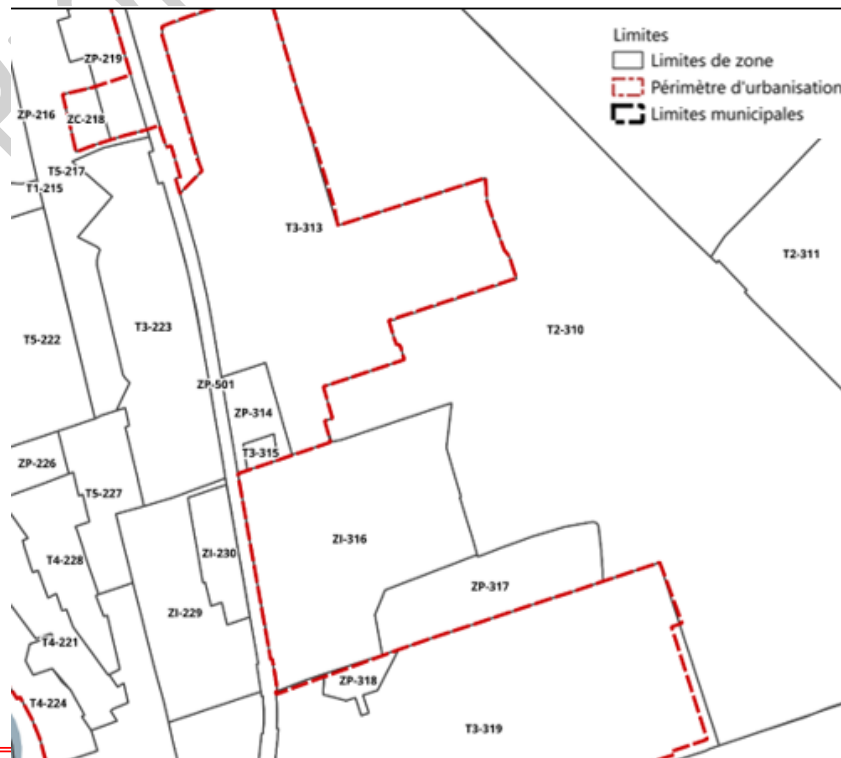 Limites
Limites de zone
Périmètre d'urbanisation
Limites municipales
ZP-219
ZP-216
ZC-218
T5-217
T1-215
T3-313
T2-311
T5-222
T3-223
T2-310
ZP-501
ZP-314
T3-315
ZP-226
T5-227
T4-228
ZI-230
ZI-316
ZP-317
ZI-229
T4-221
ZP-318
T4-224
T3-319